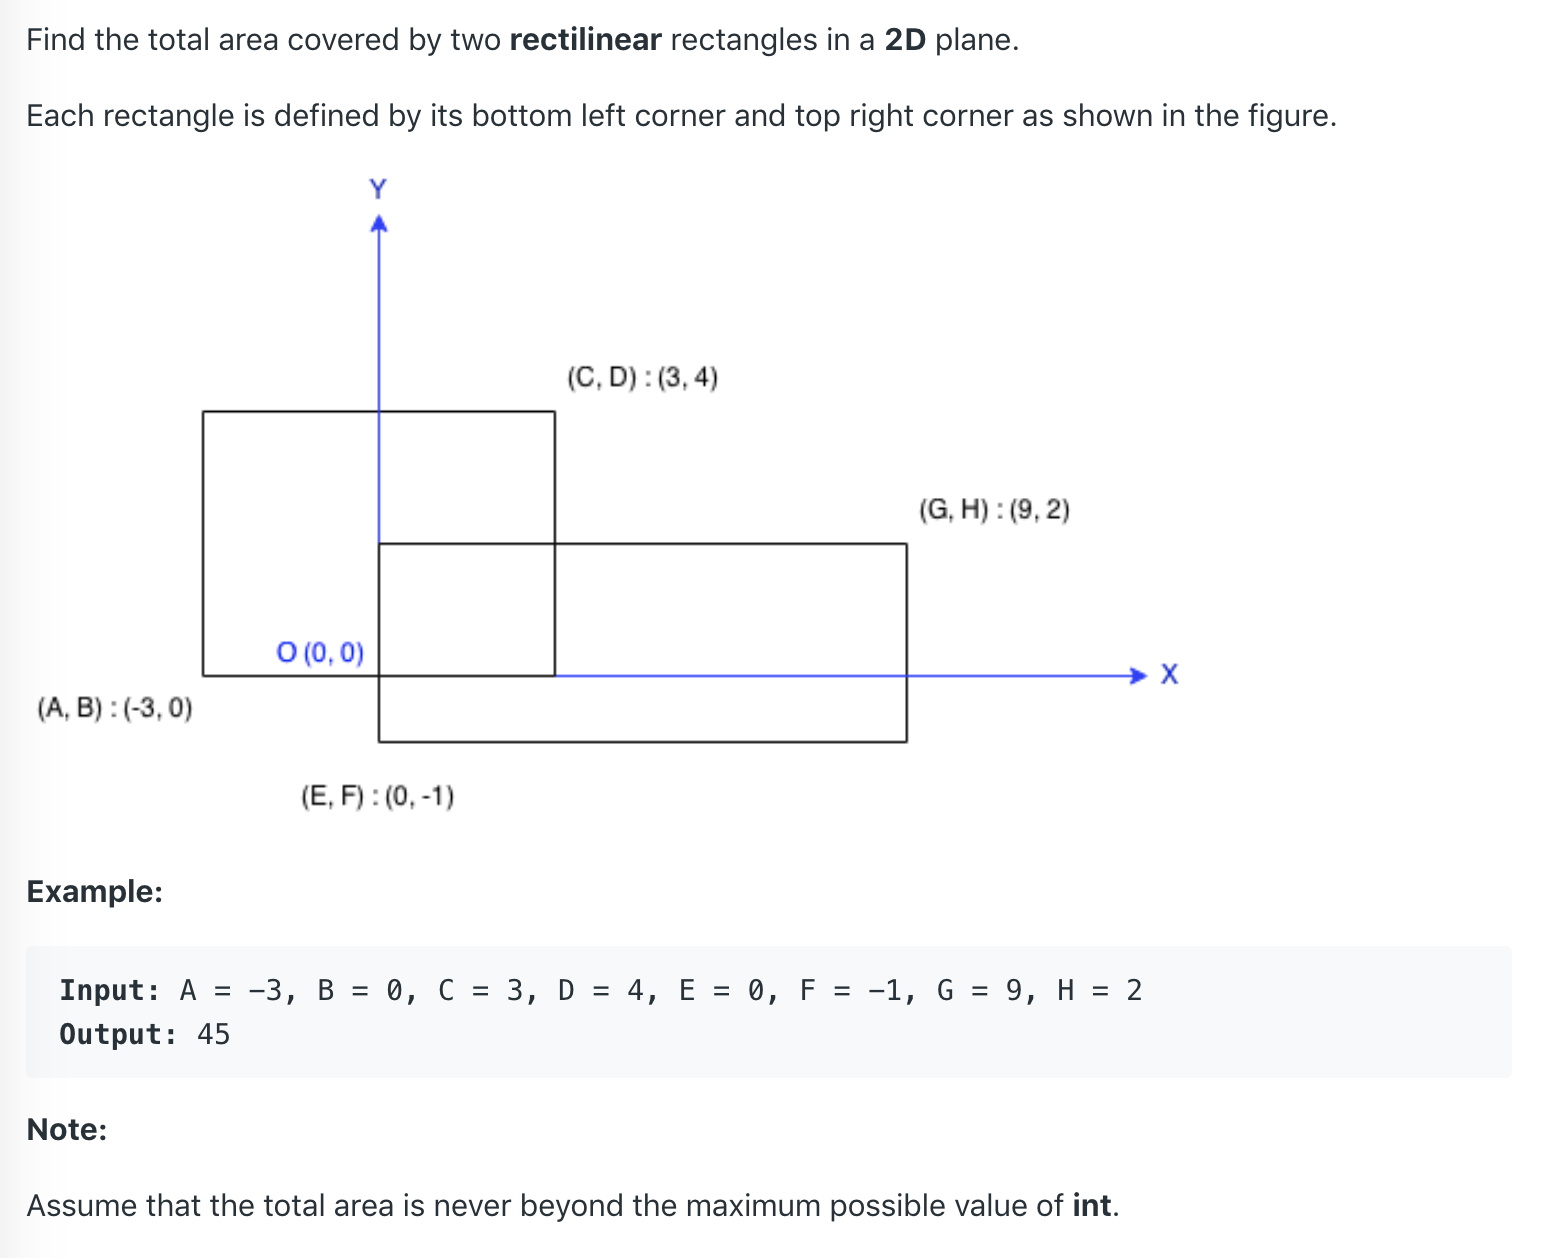 Find the total area covered by two rectilinear rectangles in a 2D plane.
Each rectangle is defined by its bottom left corner and top right corner as shown in the figure.
Y
(C, D) : (3, 4)
(G, H) : (9, 2)
O (0, 0)
X
(A, B) : (-3, 0)
(E, F) : (0, -1)
Example:
Input: A = -3, B = 0, C = 3, D = 4, E = 0, F = -1, G = 9, H = 2
Output: 45
Note:
Assume that the total area is never beyond the maximum possible value of int.